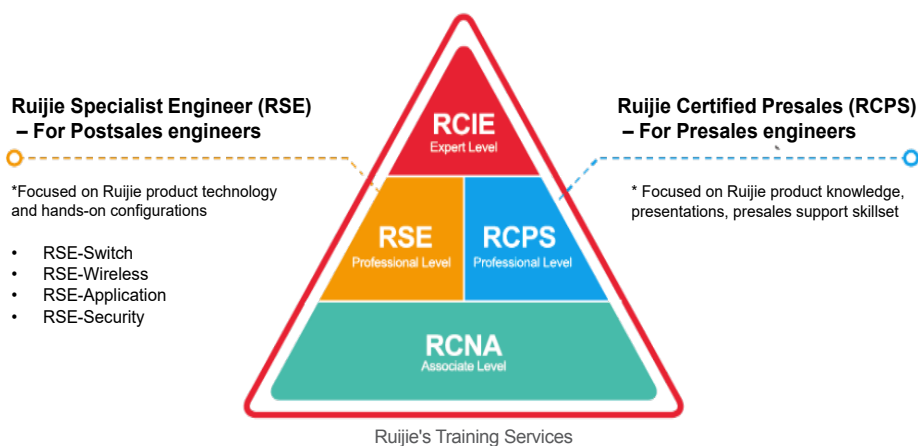 Ruijie Specialist Engineer (RSE)
– For Postsales engineers
*Focused on Ruijie product technology
and hands-on configurations
• RSE-Switch
• RSE-Wireless
• RSE-Application
• RSE-Security
RCIE
Expert Level
RSE
Professional Level
RCPS
Professional Level
RCNA
Associate Level
Ruijie Certified Presales (RCPS)
– For Presales engineers
* Focused on Ruijie product knowledge,
presentations, presales support skillset
Ruijie's Training Services